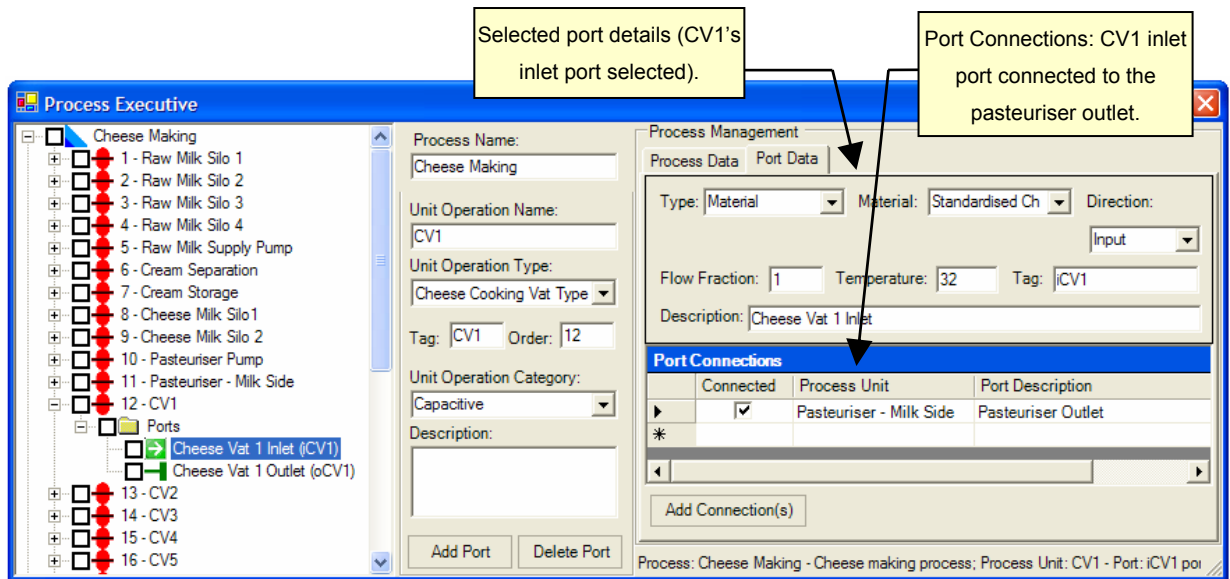 Selected port details (CV1's
inlet port selected).
Port Connections: CV1 inlet
port connected to the
pasteuriser outlet.
Process Executive
Cheese Making
1 - Raw Milk Silo 1
2 - Raw Milk Silo 2
3 - Raw Milk Silo 3
4 - Raw Milk Silo 4
5 - Raw Milk Supply Pump
6 - Cream Separation
7 - Cream Storage
8 - Cheese Milk Silo1
9 - Cheese Milk Silo 2
10 - Pasteuriser Pump
11 - Pasteuriser - Milk Side
12 - CV1
Ports
Cheese Vat 1 Inlet (iCV1)
Cheese Vat 1 Outlet (oCV1)
13 - CV2
14 - CV3
15 - CV4
16 - CV5
Process Name:
Cheese Making
Unit Operation Name:
CV1
Unit Operation Type:
Cheese Cooking Vat Type
Tag: CV1 Order: 12
Unit Operation Category:
Capacitive
Description:
Add Port Delete Port
Process Management
Process Data Port Data
Type: Material Material: Standardised Ch Direction:
Input
Flow Fraction: 1 Temperature: 32 Tag: iCV1
Description: Cheese Vat 1 Inlet
Port Connections
Connected Process Unit Port Description
Pasteuriser - Milk Side Pasteuriser Outlet
Add Connection(s)
Process: Cheese Making - Cheese making process; Process Unit: CV1 - Port: iCV1 por